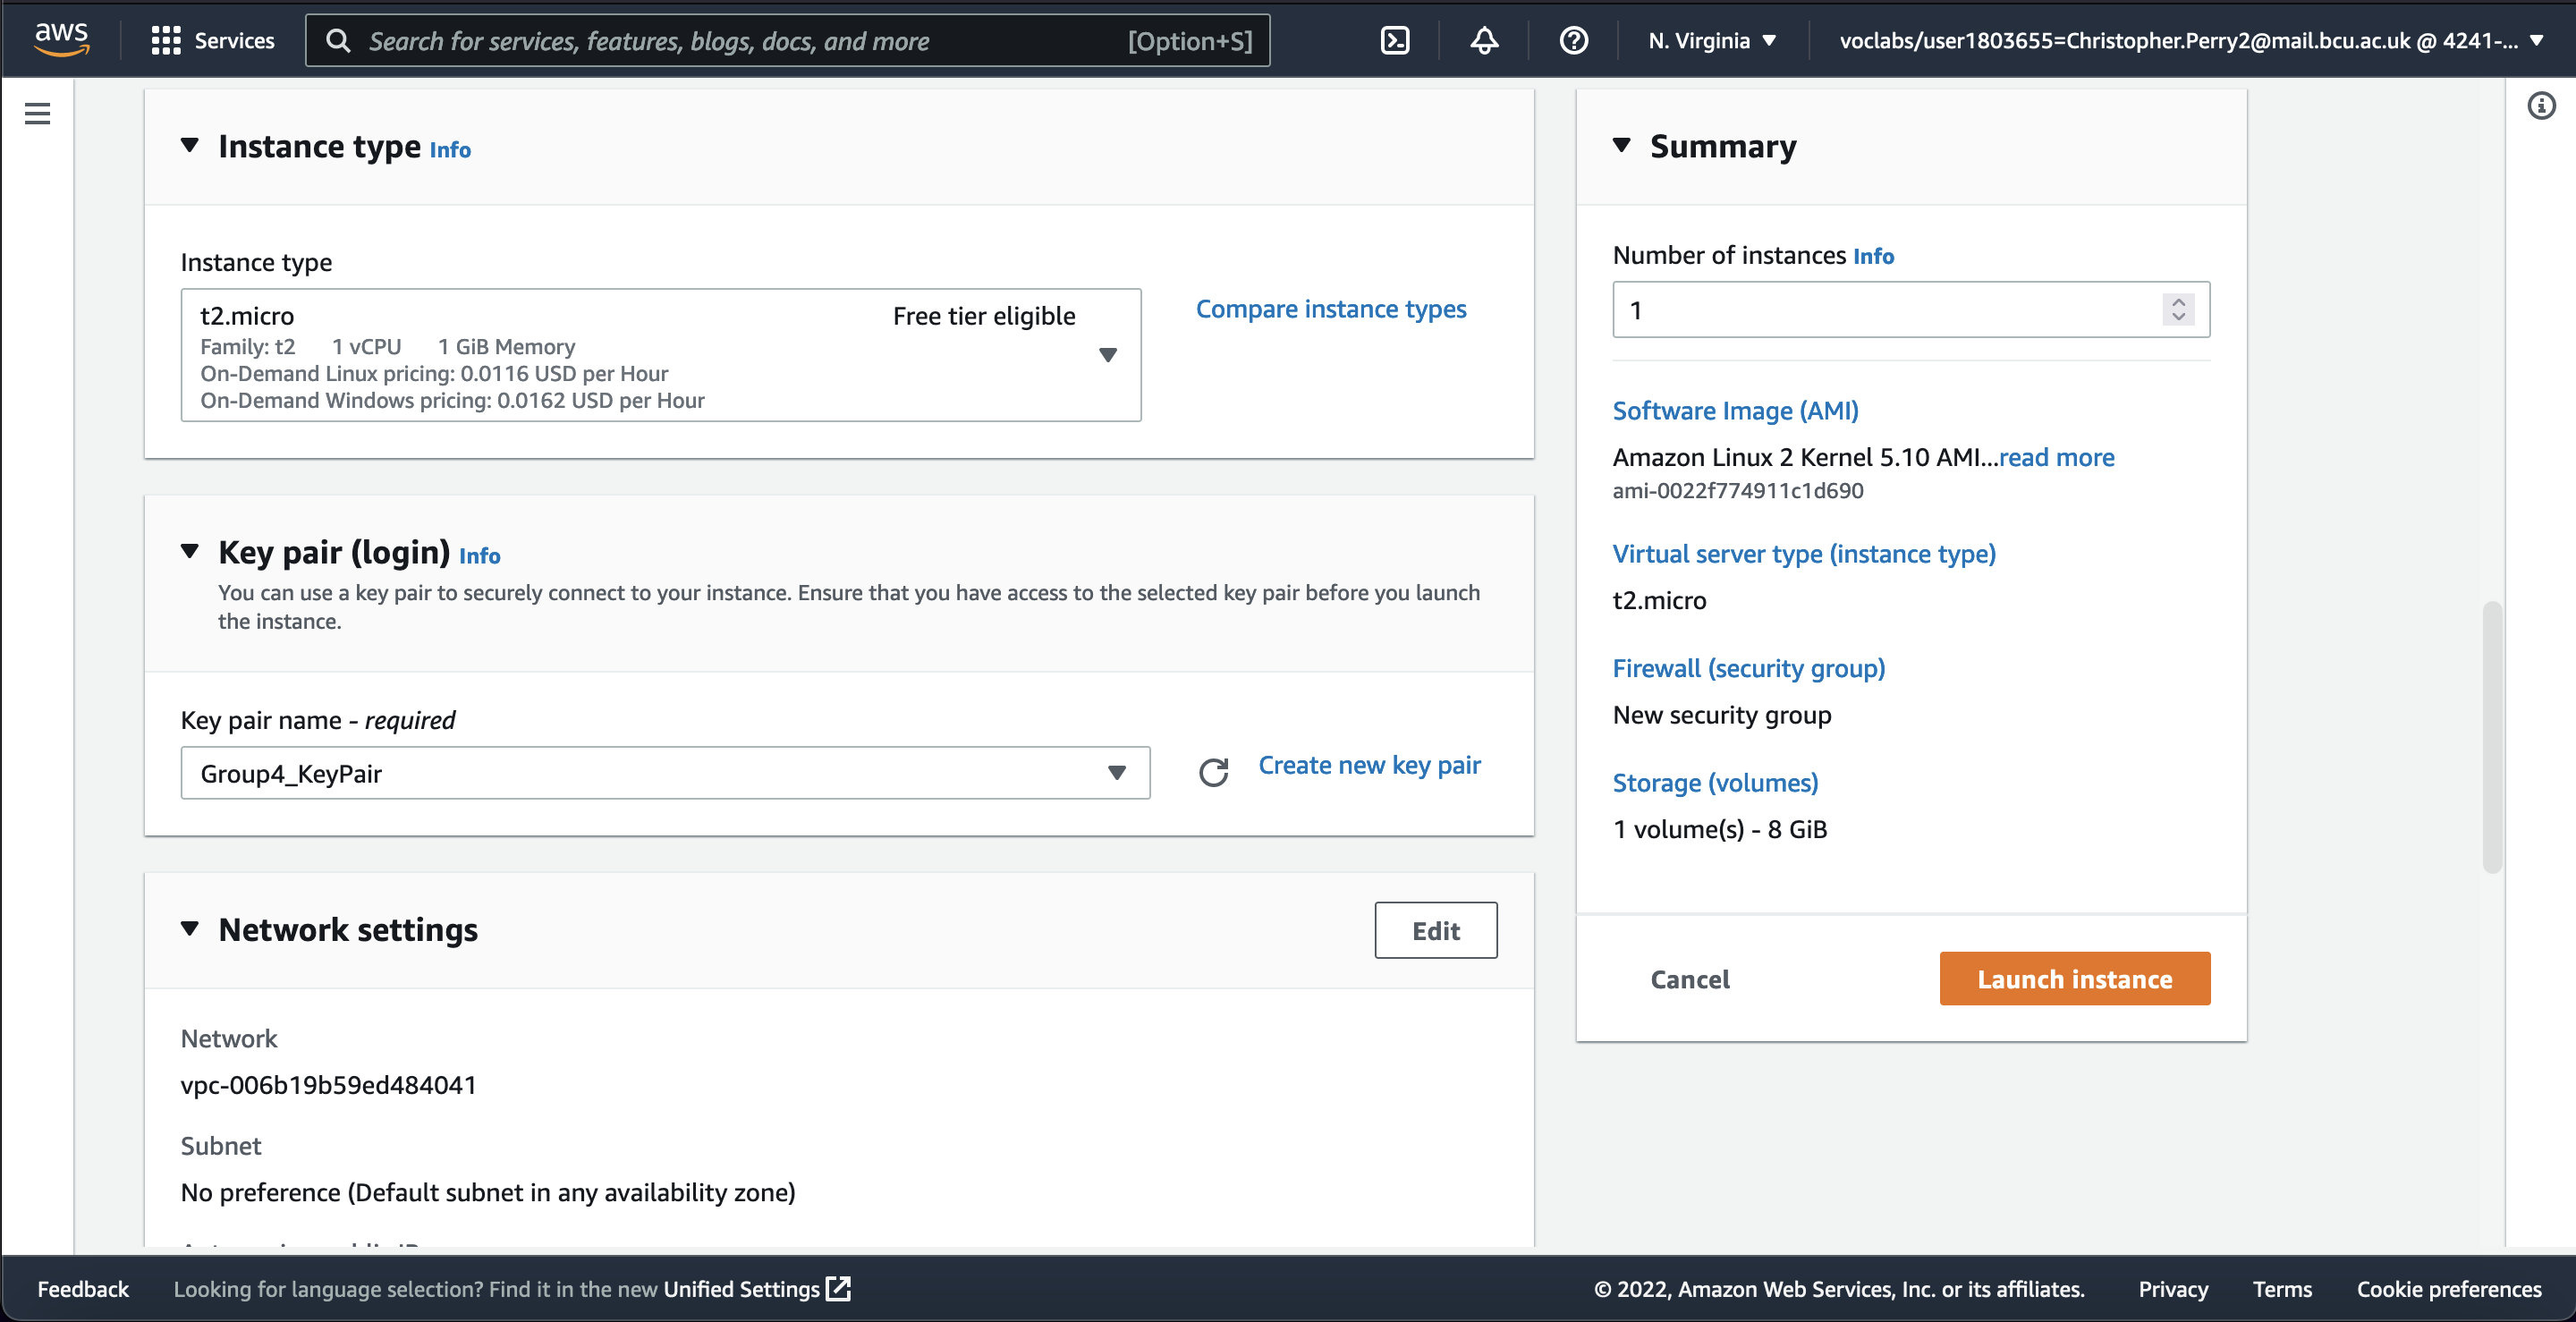 aws
Services
Search for services, features, blogs, docs, and more
[Option+S]
N. Virginia
voclabs/user1803655=Christopher.Perry2@mail.bcu.ac.uk @ 4241-...
Instance type Info
Instance type
t2.micro
Free tier eligible
Family: t2 1 vCPU 1 GiB Memory
On-Demand Linux pricing: 0.0116 USD per Hour
On-Demand Windows pricing: 0.0162 USD per Hour
Compare instance types
Key pair (login) Info
You can use a key pair to securely connect to your instance. Ensure that you have access to the selected key pair before you launch
the instance.
Key pair name - required
Group4_KeyPair
Create new key pair
Network settings
Edit
Network
vpc-006b19b59ed484041
Subnet
No preference (Default subnet in any availability zone)
Summary
Number of instances Info
1
Software Image (AMI)
Amazon Linux 2 Kernel 5.10 AMI...read more
ami-0022f774911c1d690
Virtual server type (instance type)
t2.micro
Firewall (security group)
New security group
Storage (volumes)
1 volume(s) - 8 GiB
Cancel
Launch instance
Feedback
Looking for language selection? Find it in the new Unified Settings
© 2022, Amazon Web Services, Inc. or its affiliates.
Privacy
Terms
Cookie preferences